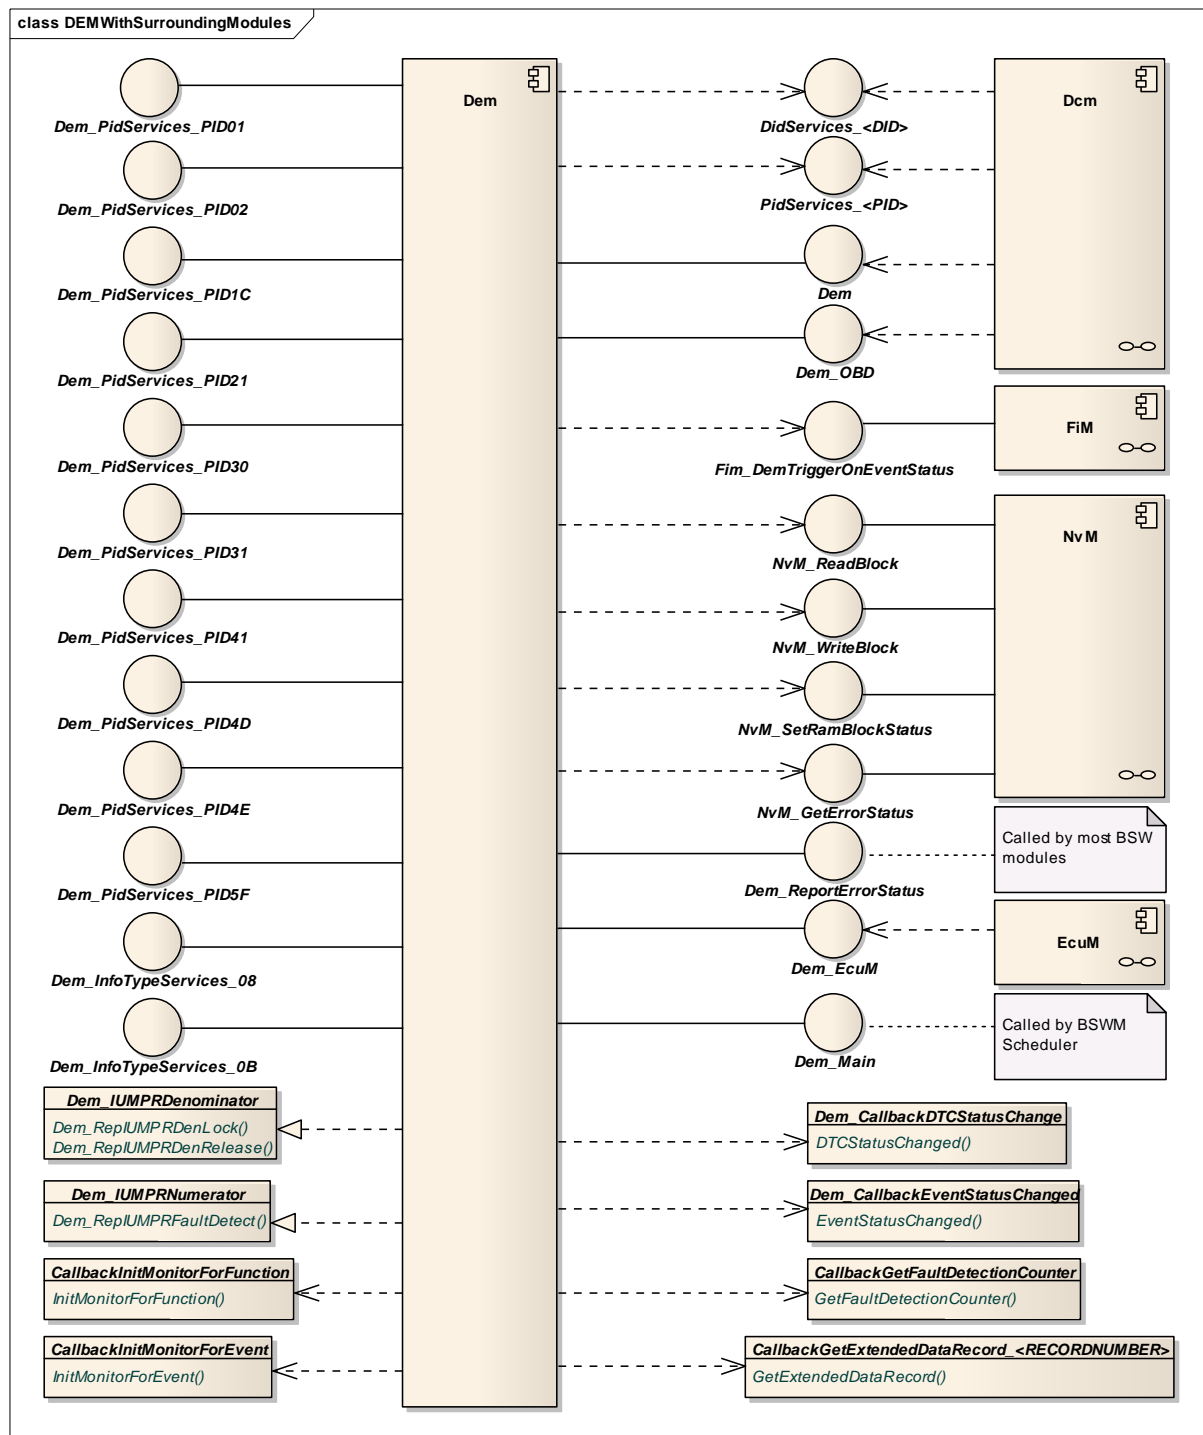 class DEMWithSurroundingModules
Dem
Dem_PidServices_PID01
Dem_PidServices_PID02
Dem_PidServices_PID1C
Dem_PidServices_PID21
Dem_PidServices_PID30
Dem_PidServices_PID31
Dem_PidServices_PID41
Dem_PidServices_PID4D
Dem_PidServices_PID4E
Dem_PidServices_PID5F
Dem_InfoTypeServices_08
Dem_InfoTypeServices_0B
Dem_IUMPRDenominator
Dem_RepIUMPRDenLock()
Dem_RepIUMPRDenRelease()
Dem_IUMPRNumerator
Dem_RepIUMPRFaultDetect()
CallbackInitMonitorForFunction
InitMonitorForFunction()
CallbackInitMonitorForEvent
InitMonitorForEvent()
DidServices_<DID>
PidServices_<PID>
Dem
Dem_OBD
Dcm
Fim_DemTriggerOnEventStatus
FiM
NvM_ReadBlock
NvM_WriteBlock
NvM_SetRamBlockStatus
NvM_GetErrorStatus
NvM
Dem_ReportErrorStatus
Called by most BSW
modules
Dem_EcuM
EcuM
Dem_Main
Called by BSWM
Scheduler
Dem_CallbackDTCStatusChange
DTCStatusChanged()
Dem_CallbackEventStatusChanged
EventStatusChanged()
CallbackGetFaultDetectionCounter
GetFaultDetectionCounter()
CallbackGetExtendedDataRecord_<RECORDNUMBER>
GetExtendedDataRecord()